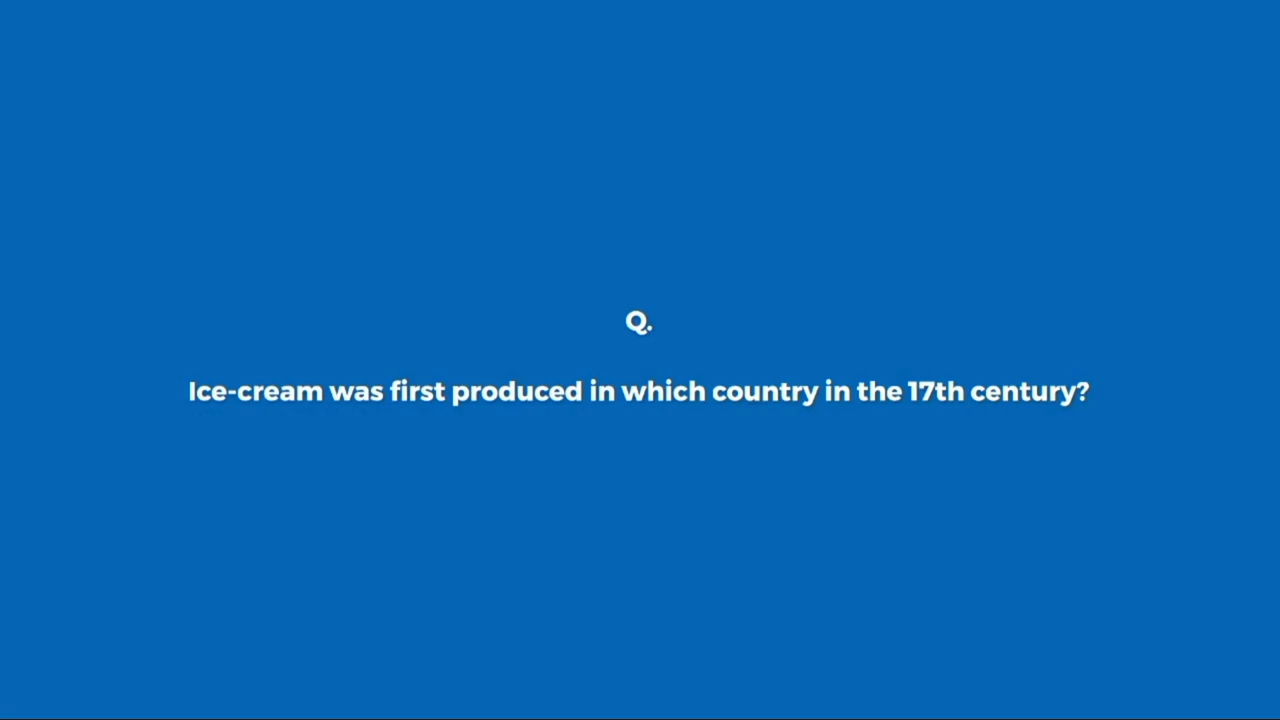 Q.
Ice-cream was first produced in which country in the 17th century?